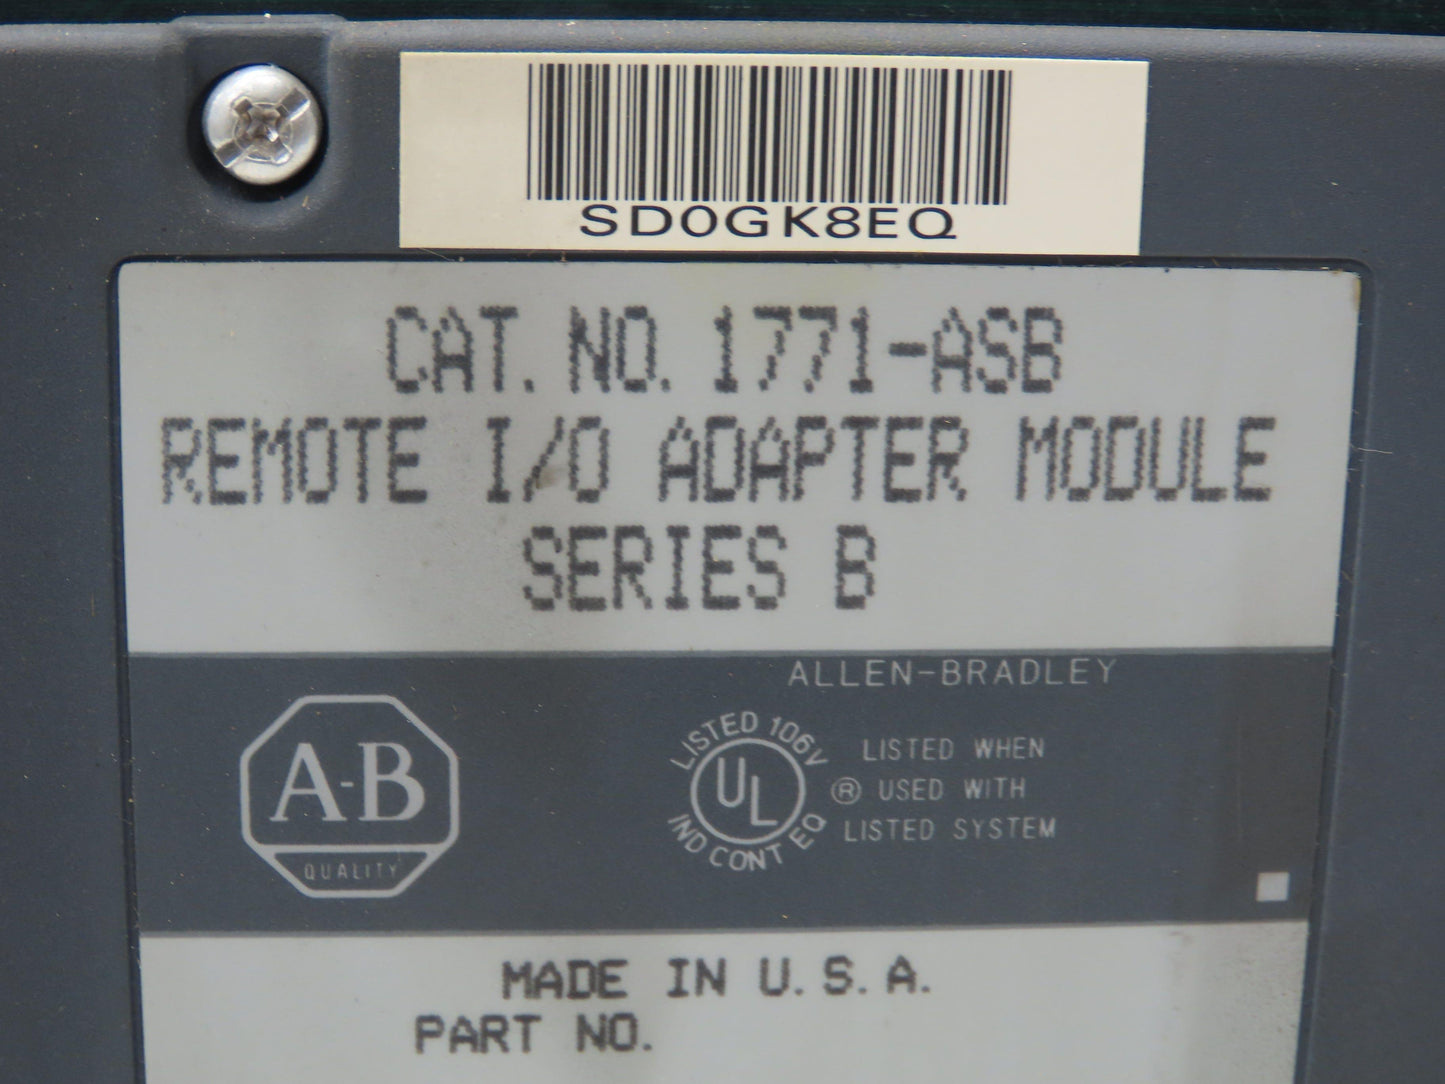 SD0GK8EQ
CAT. NO. 1771-ASB
REMOTE I/O ADAPTER MODULE
SERIES B
ALLEN-BRADLEY
A-B
QUALITY
LISTED 106V
UL
®
IND CONT EQ
LISTED WHEN
USED WITH
LISTED SYSTEM
MADE IN U.S.A.
PART NO.